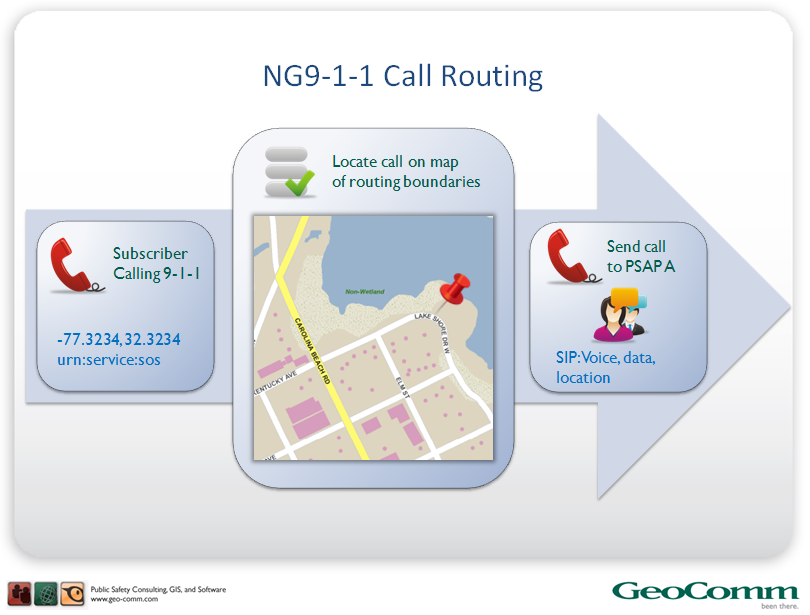 NG9-1-1 Call Routing
Subscriber
Calling 9-1-1
-77.3234,32.3234
urn:service:sos
Locate call on map
of routing boundaries
Non-Wetland
CAROLINA BEACH RD
LAKE SHORE DR W
KENTUCKY AVE
ELM ST
AVE
Send call
to PSAP A
SIP: Voice, data,
location
Public Safety Consulting, GIS, and Software
www.geo-comm.com
GeoComm
been there.